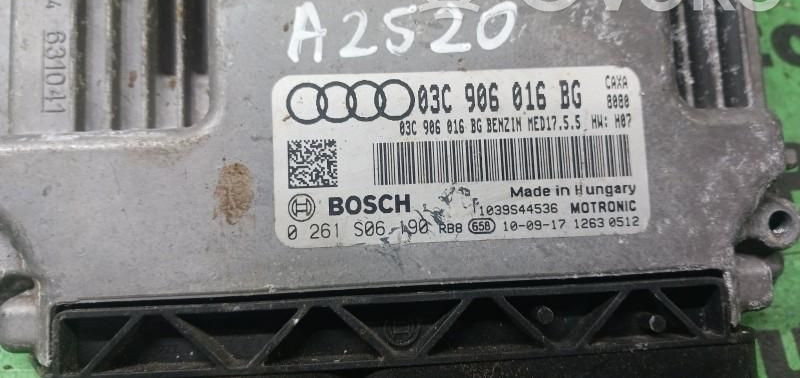 A2520
631041
03C 906 016 BG CAXA
8080
03C 906 016 BG BENZIN MED17.5.5 HW: H07
Made in Hungary
BOSCH 1039S44536 MOTRONIC
0 261 S06 190 RB8 658 10-09-17 1263 0512